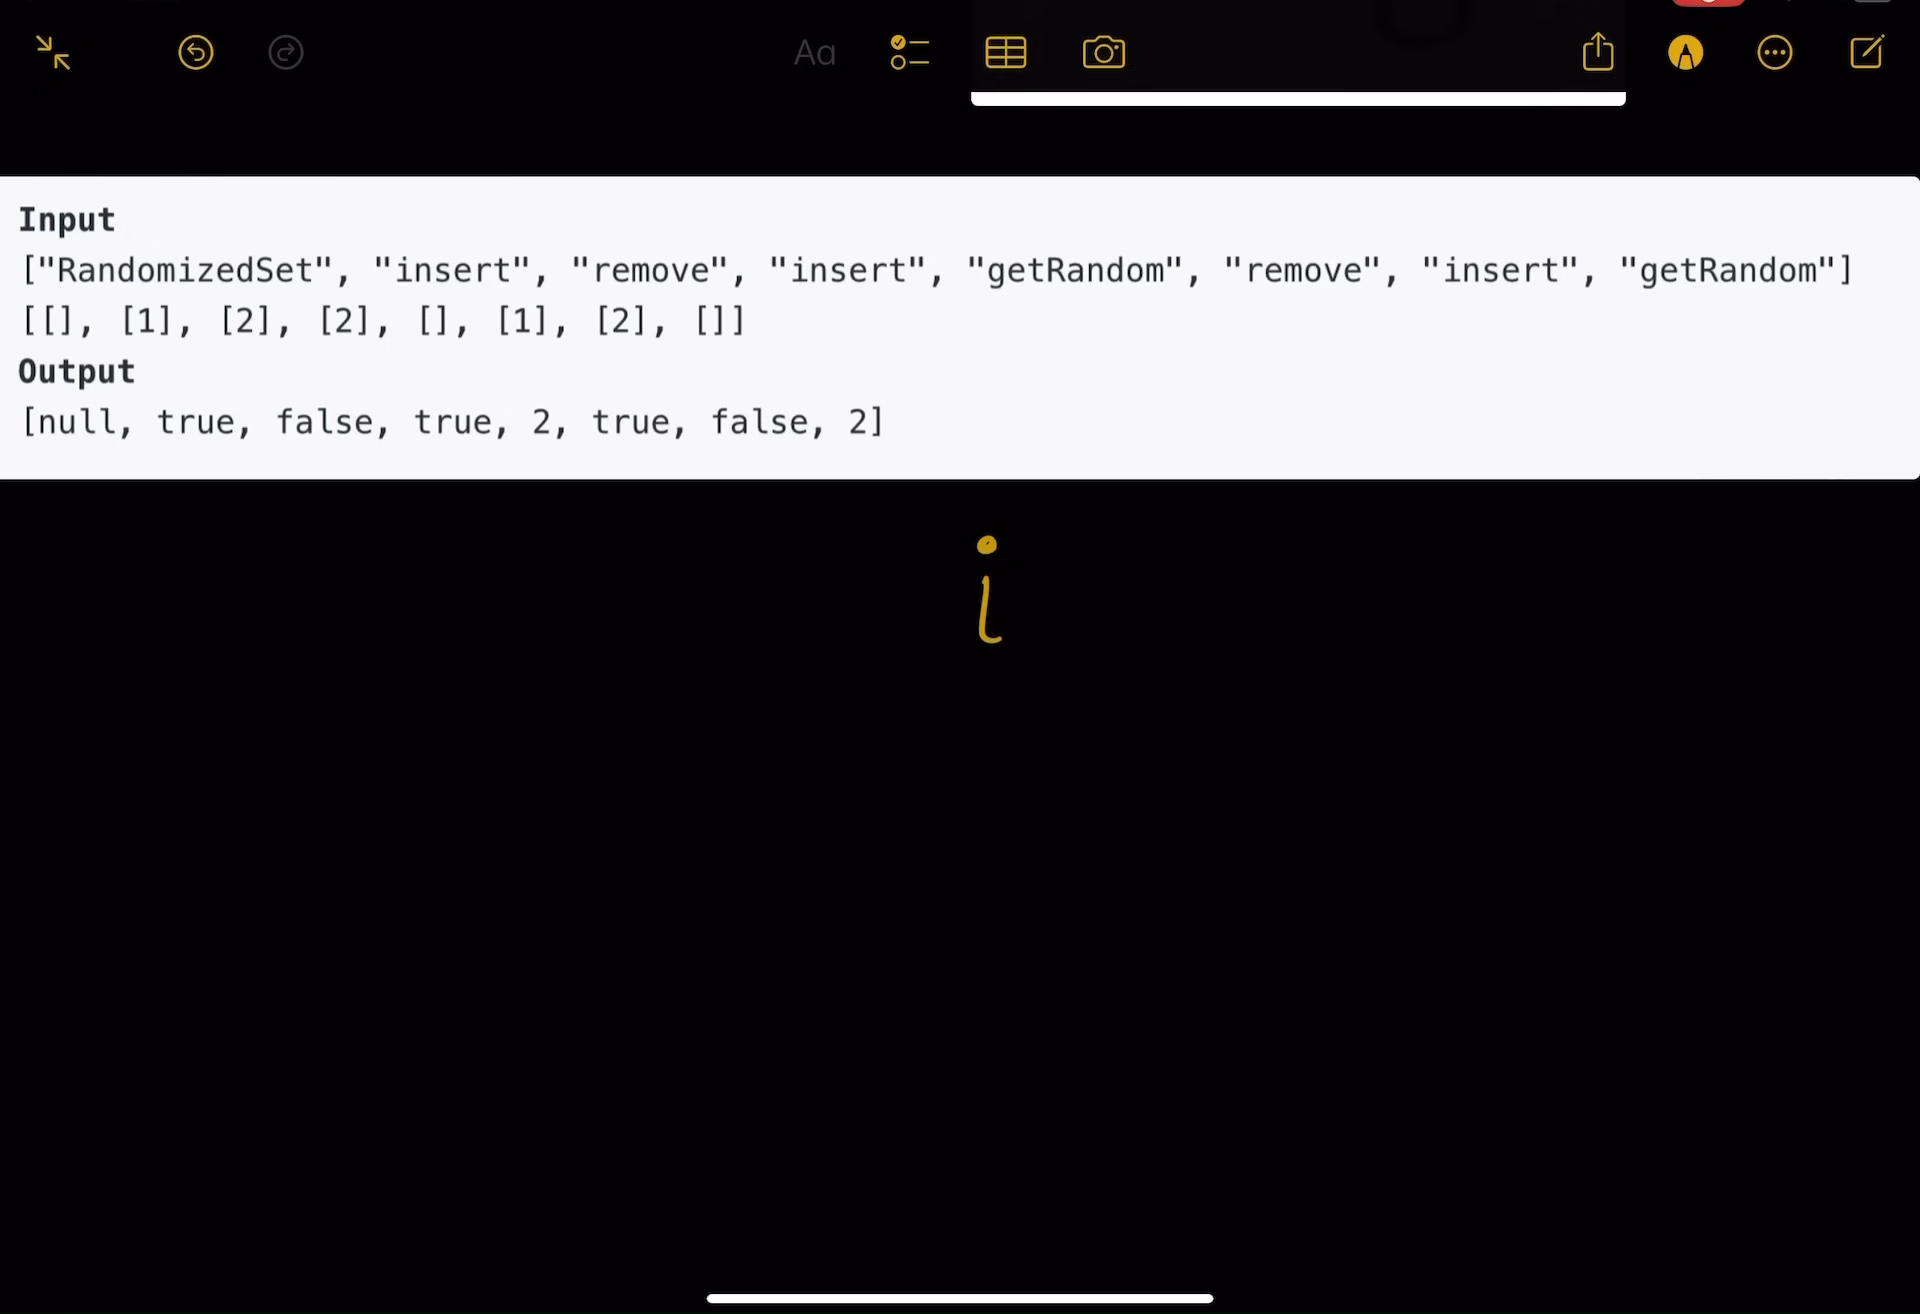 Aa
Input
["RandomizedSet", "insert", "remove", "insert", "getRandom", "remove", "insert", "getRandom"]
[[], [1], [2], [2], [], [1], [2], []]
Output
[null, true, false, true, 2, true, false, 2]
i